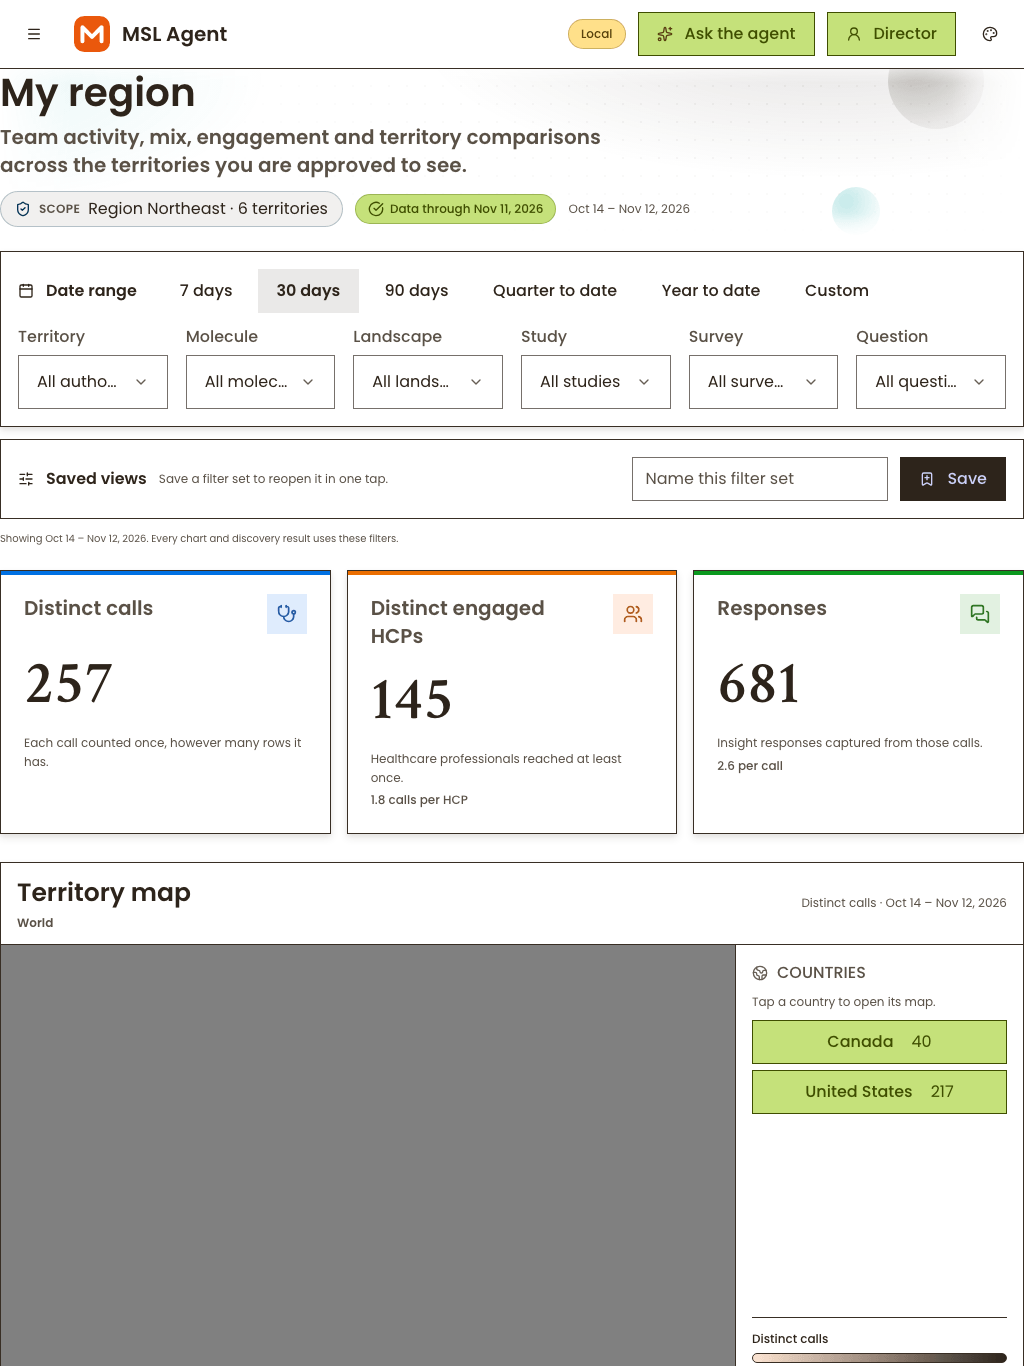 MSL Agent
Local
Ask the agent
Director
My region
Team activity, mix, engagement and territory comparisons
across the territories you are approved to see.
SCOPE Region Northeast · 6 territories
Data through Nov 11, 2026
Oct 14 – Nov 12, 2026
Date range
7 days
30 days
90 days
Quarter to date
Year to date
Custom
Territory
Molecule
Landscape
Study
Survey
Question
All autho...
All molec...
All lands...
All studies
All surve...
All questi...
Saved views
Save a filter set to reopen it in one tap.
Name this filter set
Save
Showing Oct 14 – Nov 12, 2026. Every chart and discovery result uses these filters.
Distinct calls
257
Each call counted once, however many rows it
has.
Distinct engaged
HCPs
145
Healthcare professionals reached at least
once.
1.8 calls per HCP
Responses
681
Insight responses captured from those calls.
2.6 per call
Territory map
World
Distinct calls · Oct 14 – Nov 12, 2026
COUNTRIES
Tap a country to open its map.
Canada 40
United States 217
Distinct calls